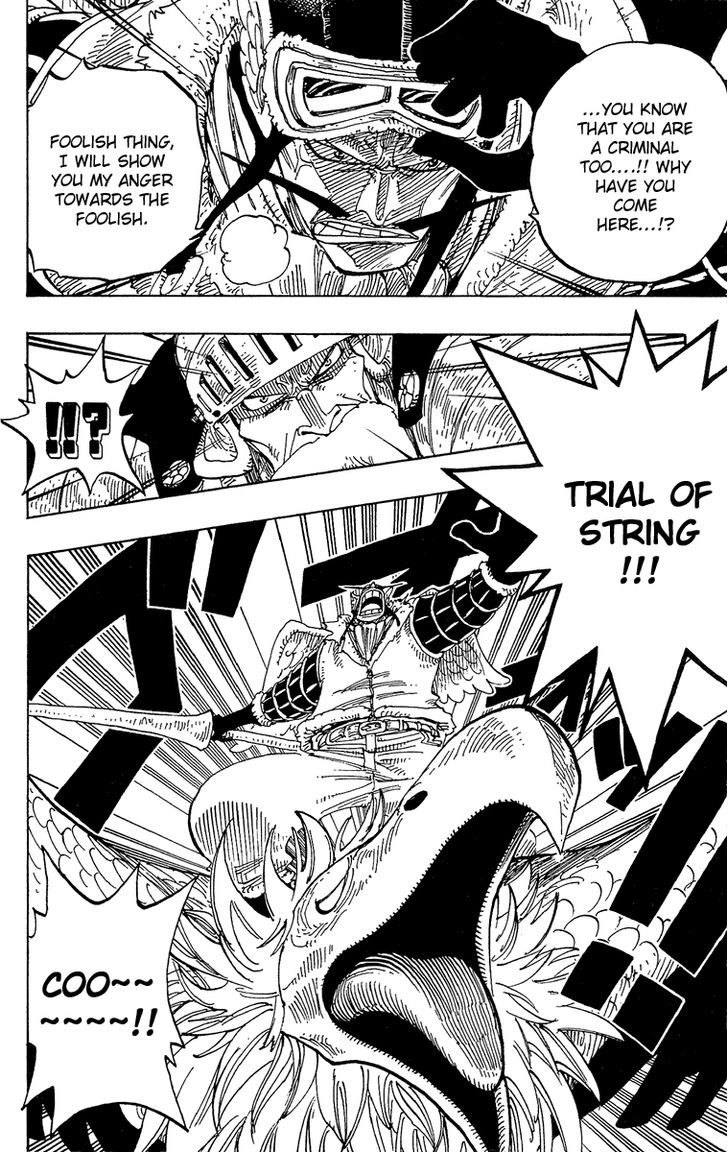 ...YOU KNOW
THAT YOU ARE
A CRIMINAL
TOO....!! WHY
HAVE YOU
COME
HERE...!?
FOOLISH THING,
I WILL SHOW
YOU MY ANGER
TOWARDS THE
FOOLISH.
!!?
TRIAL OF
STRING
!!!
COO~~
~~~~!!